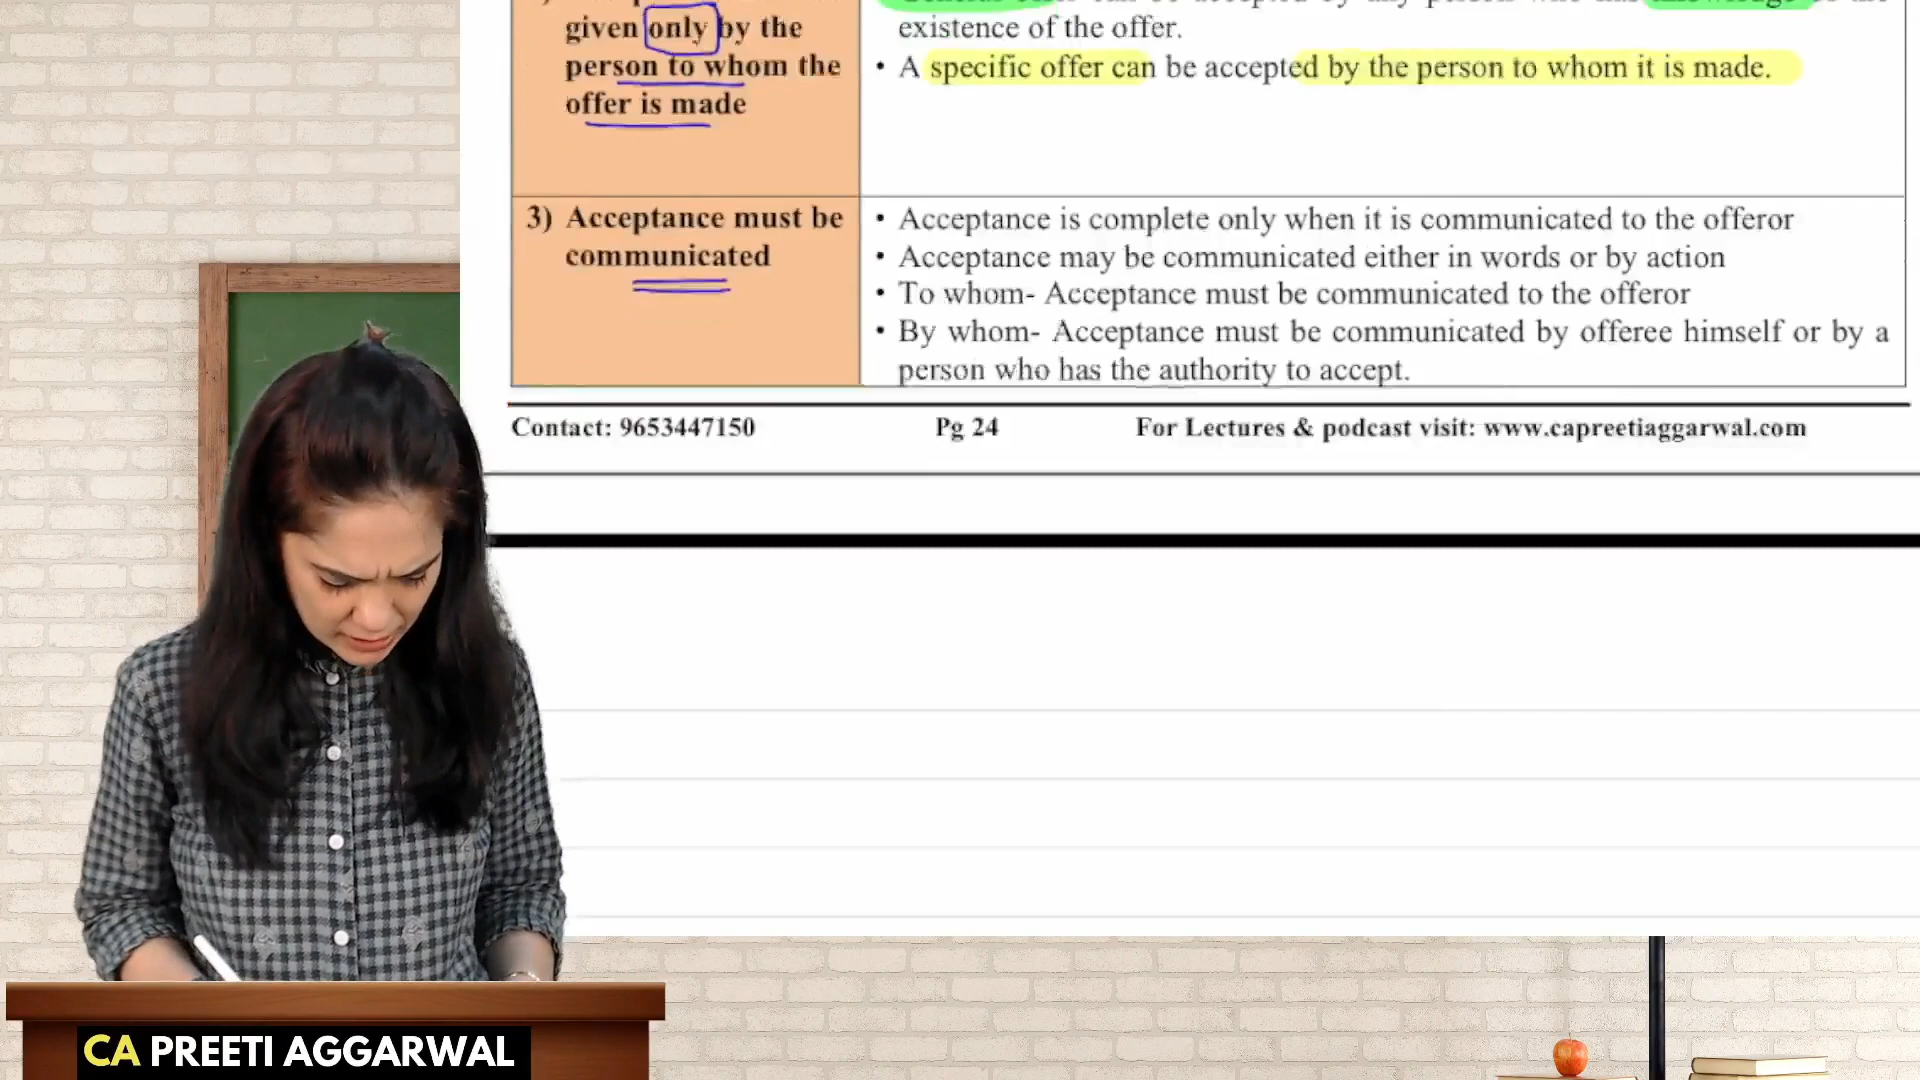 given only by the
person to whom the
offer is made
existence of the offer.
• A specific offer can be accepted by the person to whom it is made.
3) Acceptance must be
communicated
• Acceptance is complete only when it is communicated to the offeror
• Acceptance may be communicated either in words or by action
• To whom- Acceptance must be communicated to the offeror
• By whom- Acceptance must be communicated by offeree himself or by a
person who has the authority to accept.
Contact: 9653447150 Pg 24 For Lectures & podcast visit: www.capreetiaggarwal.com
CA PREETI AGGARWAL